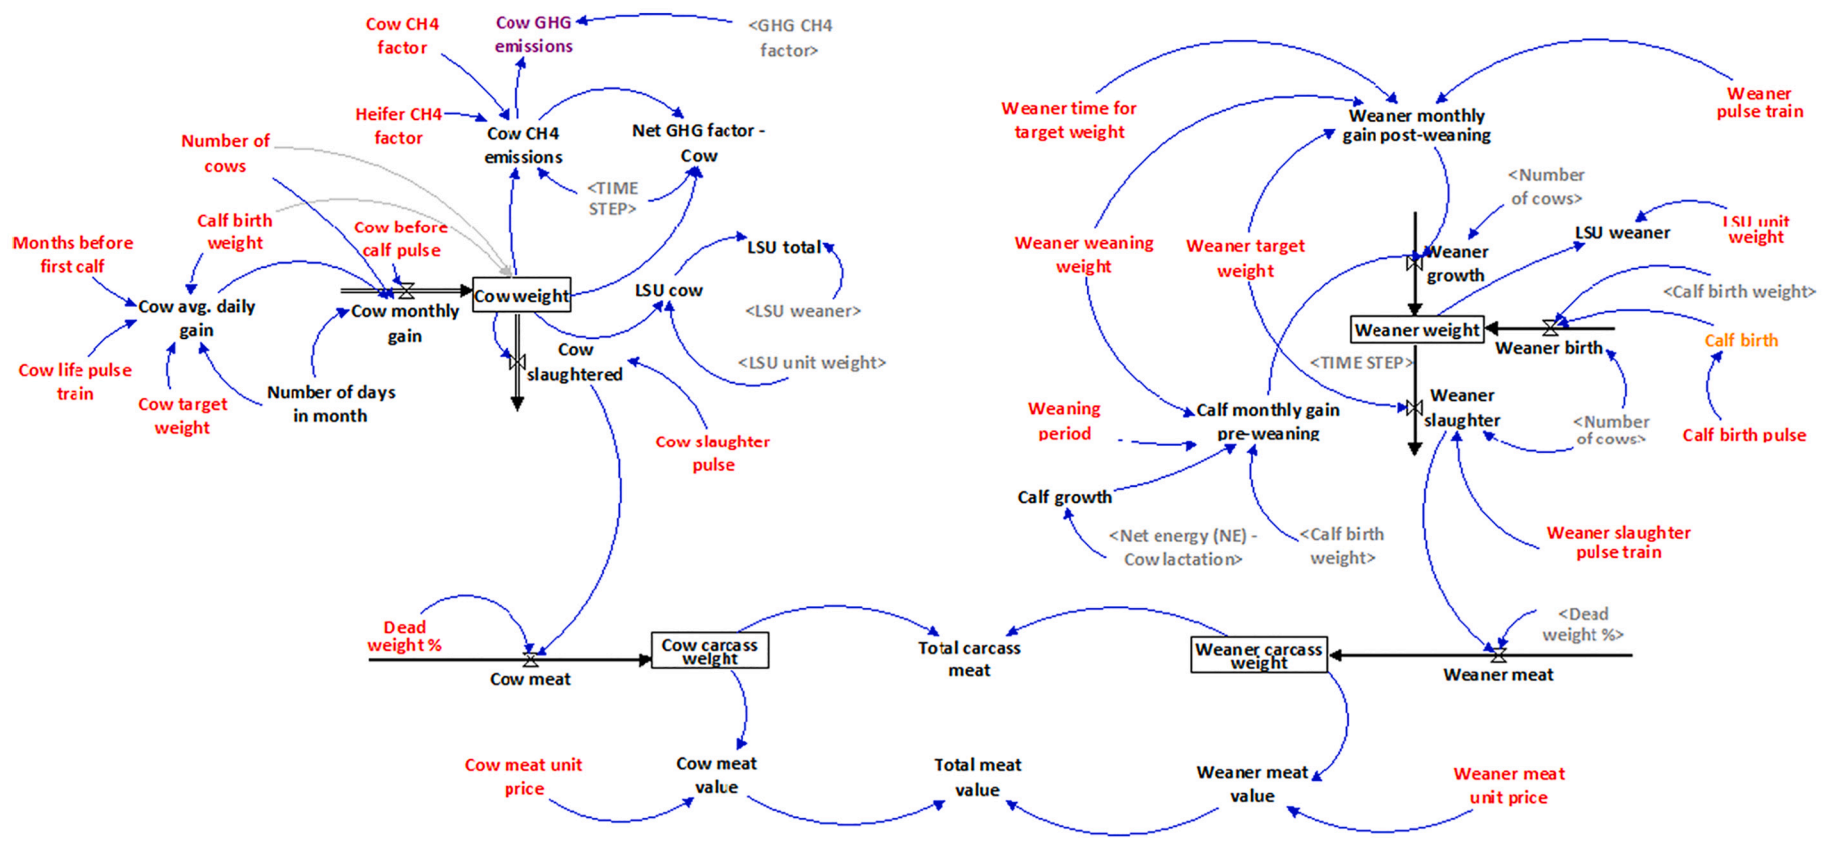 Cow CH4
factor
Cow GHG
emissions
<GHG CH4
factor>
Heifer CH4
factor
Cow CH4
emissions
Net GHG factor -
Cow
Number of
cows
<TIME
STEP>
Calf birth
weight
Cow before
calf pulse
Months before
first calf
LSU total
Cow avg. daily
gain
Cow monthly
gain
Cow weight
LSU cow
<LSU weaner>
Cow life pulse
train
Cow target
weight
Number of days
in month
Cow
slaughtered
<LSU unit weight>
Cow slaughter
pulse
Weaner time for
target weight
Weaner monthly
gain post-weaning
Weaner
pulse train
<Number
of cows>
Weaner weaning
weight
Weaner target
weight
Weaner
growth
LSU weaner
LSU unit
weight
<Calf birth weight>
Weaner weight
Weaner birth
Calf birth
<TIME STEP>
Weaning
period
Calf monthly gain
pre-weaning
Weaner
slaughter
<Number
of cows>
Calf birth pulse
Calf growth
<Net energy (NE) -
Cow lactation>
<Calf birth
weight>
Weaner slaughter
pulse train
Dead
weight %
Cow meat
Cow carcass
weight
Total carcass
meat
Weaner carcass
weight
<Dead
weight %>
Weaner meat
Cow meat unit
price
Cow meat
value
Total meat
value
Weaner meat
value
Weaner meat
unit price